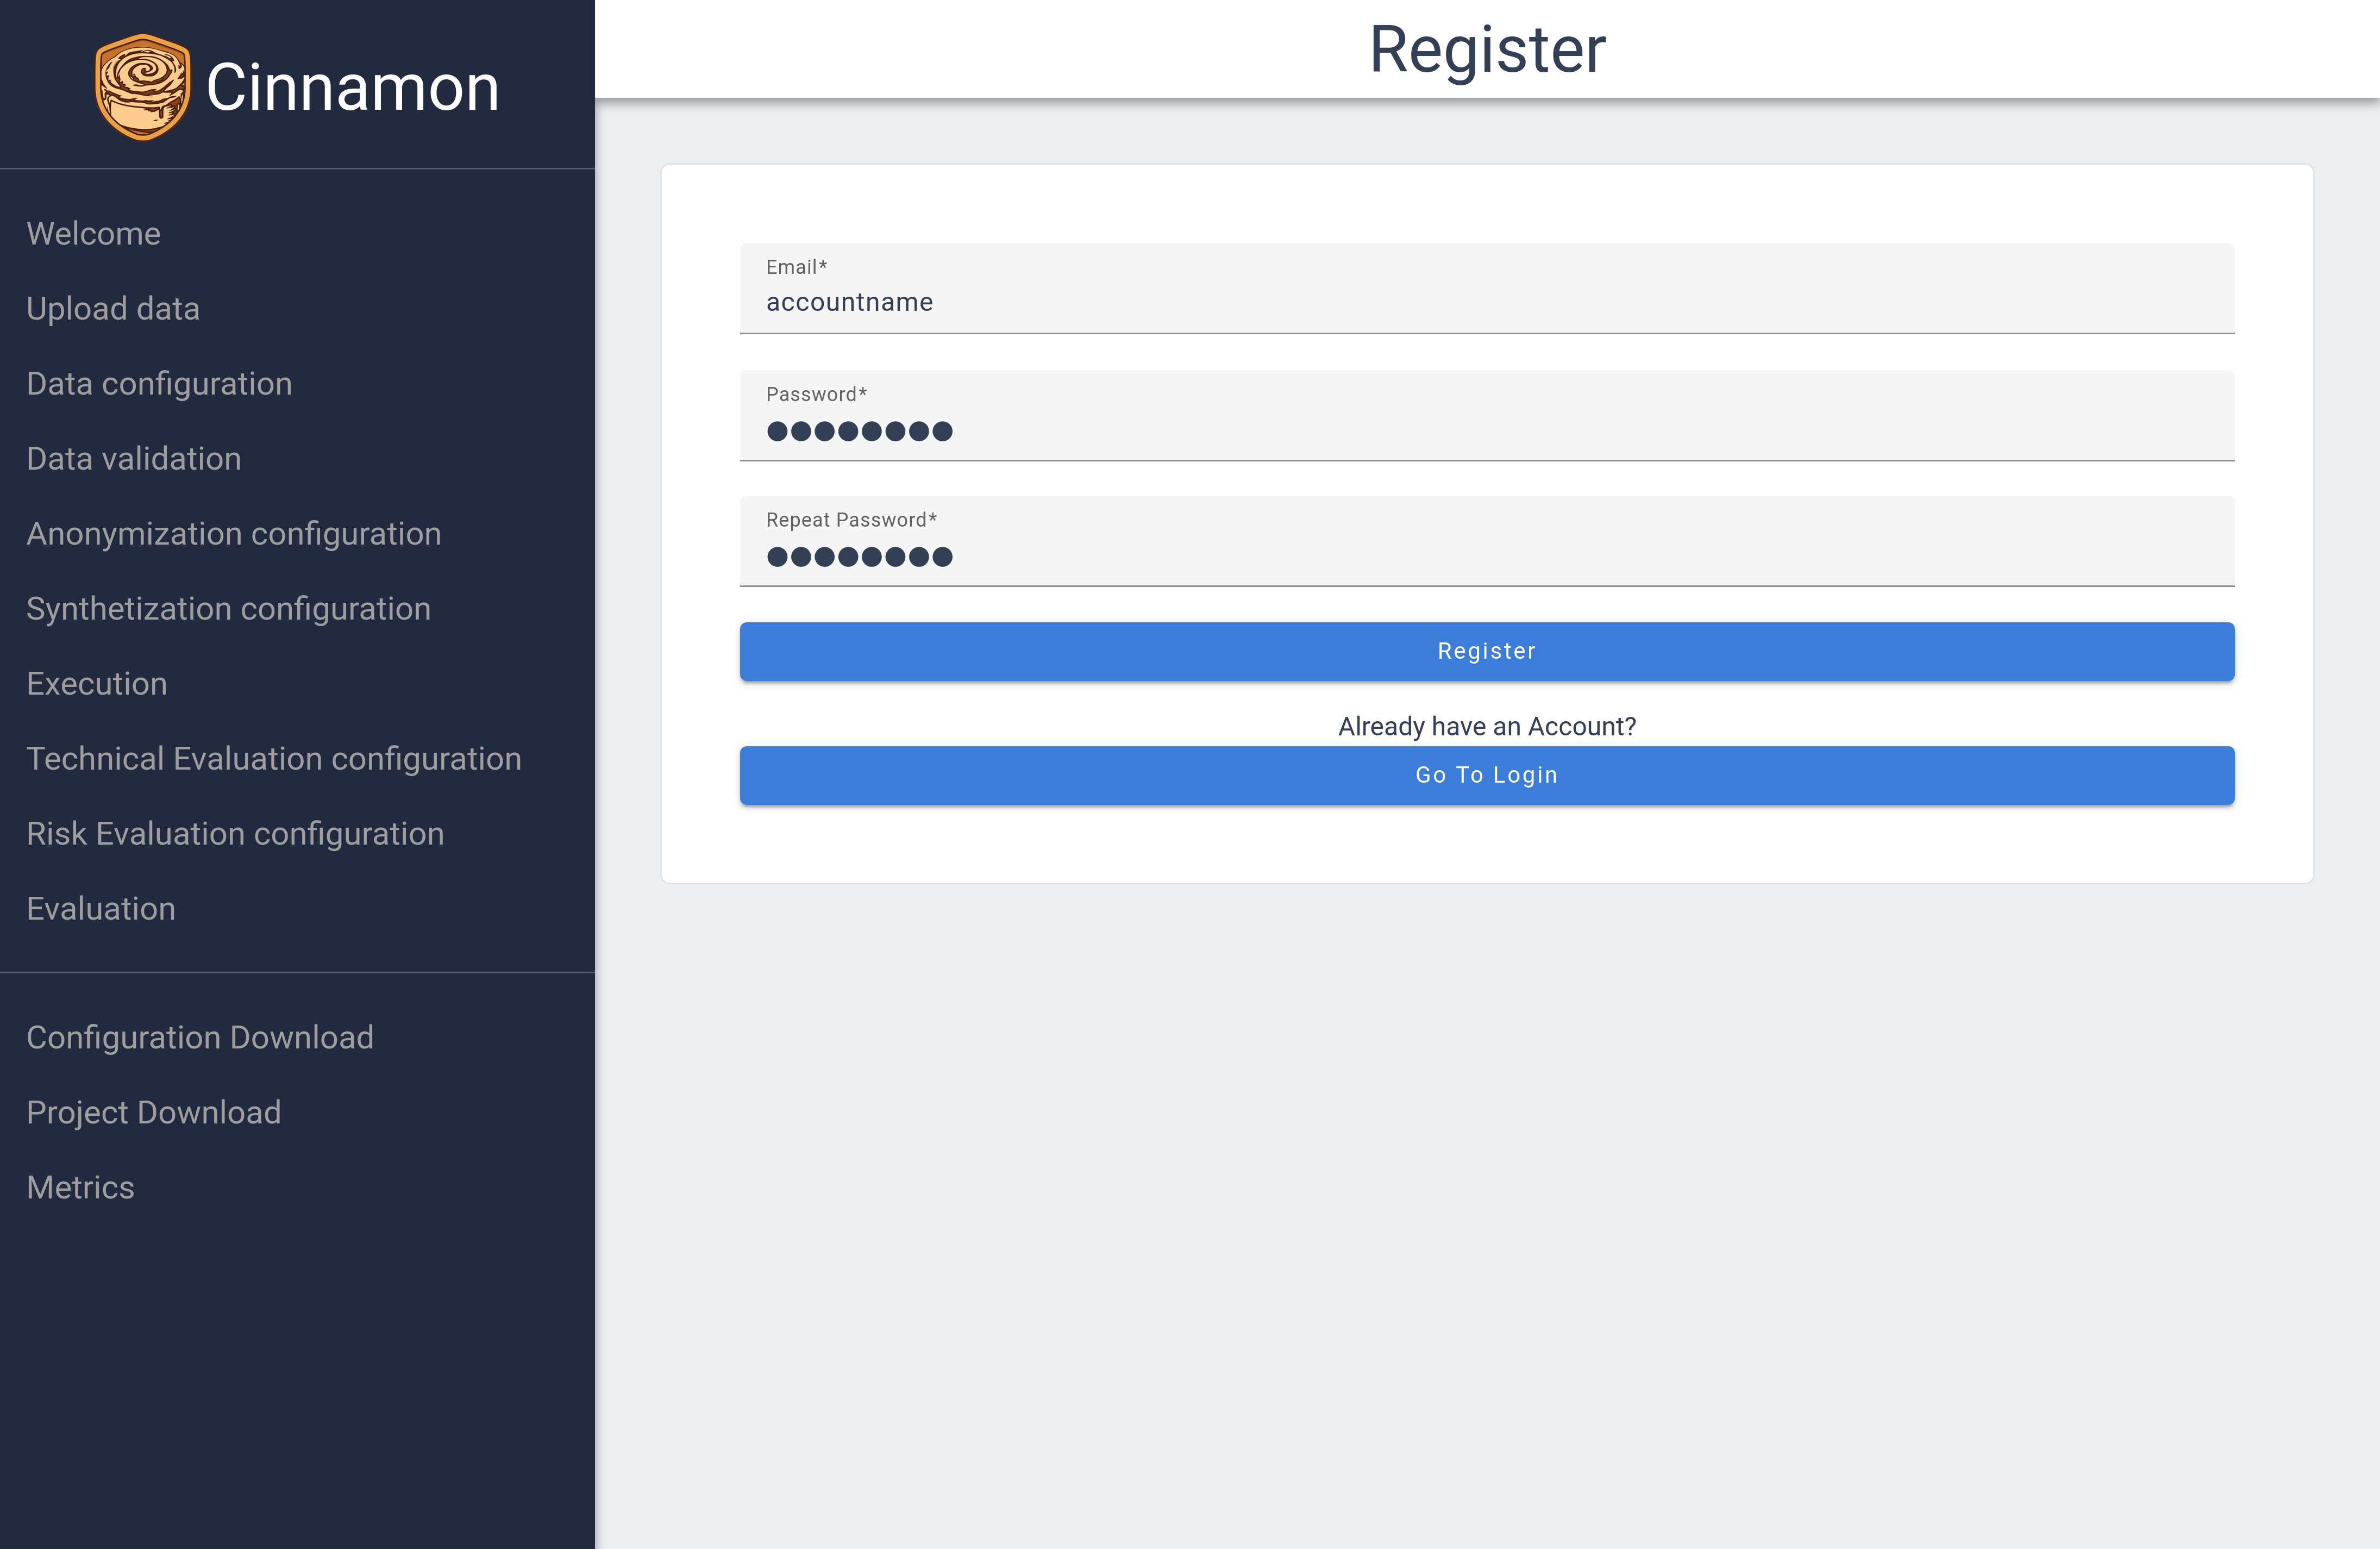 Cinnamon
Welcome
Upload data
Data configuration
Data validation
Anonymization configuration
Synthetization configuration
Execution
Technical Evaluation configuration
Risk Evaluation configuration
Evaluation
Configuration Download
Project Download
Metrics
Register
Email*
accountname
Password*
●●●●●●●●
Repeat Password*
●●●●●●●●
Register
Already have an Account?
Go To Login